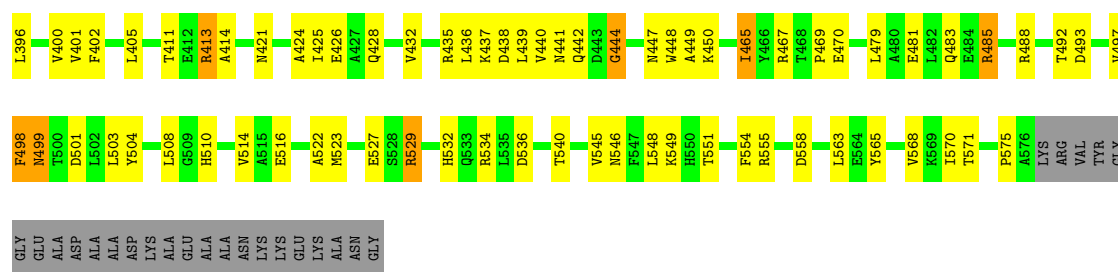 L396 V400 V401 F402 L405 T411 E412 R413 A414 N421 A424 I425 E426 A427 Q428 V432 R435 L436 K437 D438 L439 V440 N441 Q442 D443 G444 N447 W448 A449 K450 I465 Y466 R467 T468 P469 E470 L479 A480 E481 L482 Q483 E484 R485 R488 T492 D493 V497
F498 N499 T500 D501 L502 L503 Y504 L508 G509 H510 V514 A515 E516 A522 M523 E527 S528 R529 H532 Q533 R534 L535 D536 T540 V545 N546 F547 L548 K549 H550 T551 F554 R555 D558 L563 E564 Y565 V568 K569 I570 T571 P575 A576 LYS ARG VAL TYR GLY
GLY GLU ALA ASP ALA ALA ASP LYS ALA GLU ALA ALA ASN LYS LYS GLU LYS ALA ASN GLY